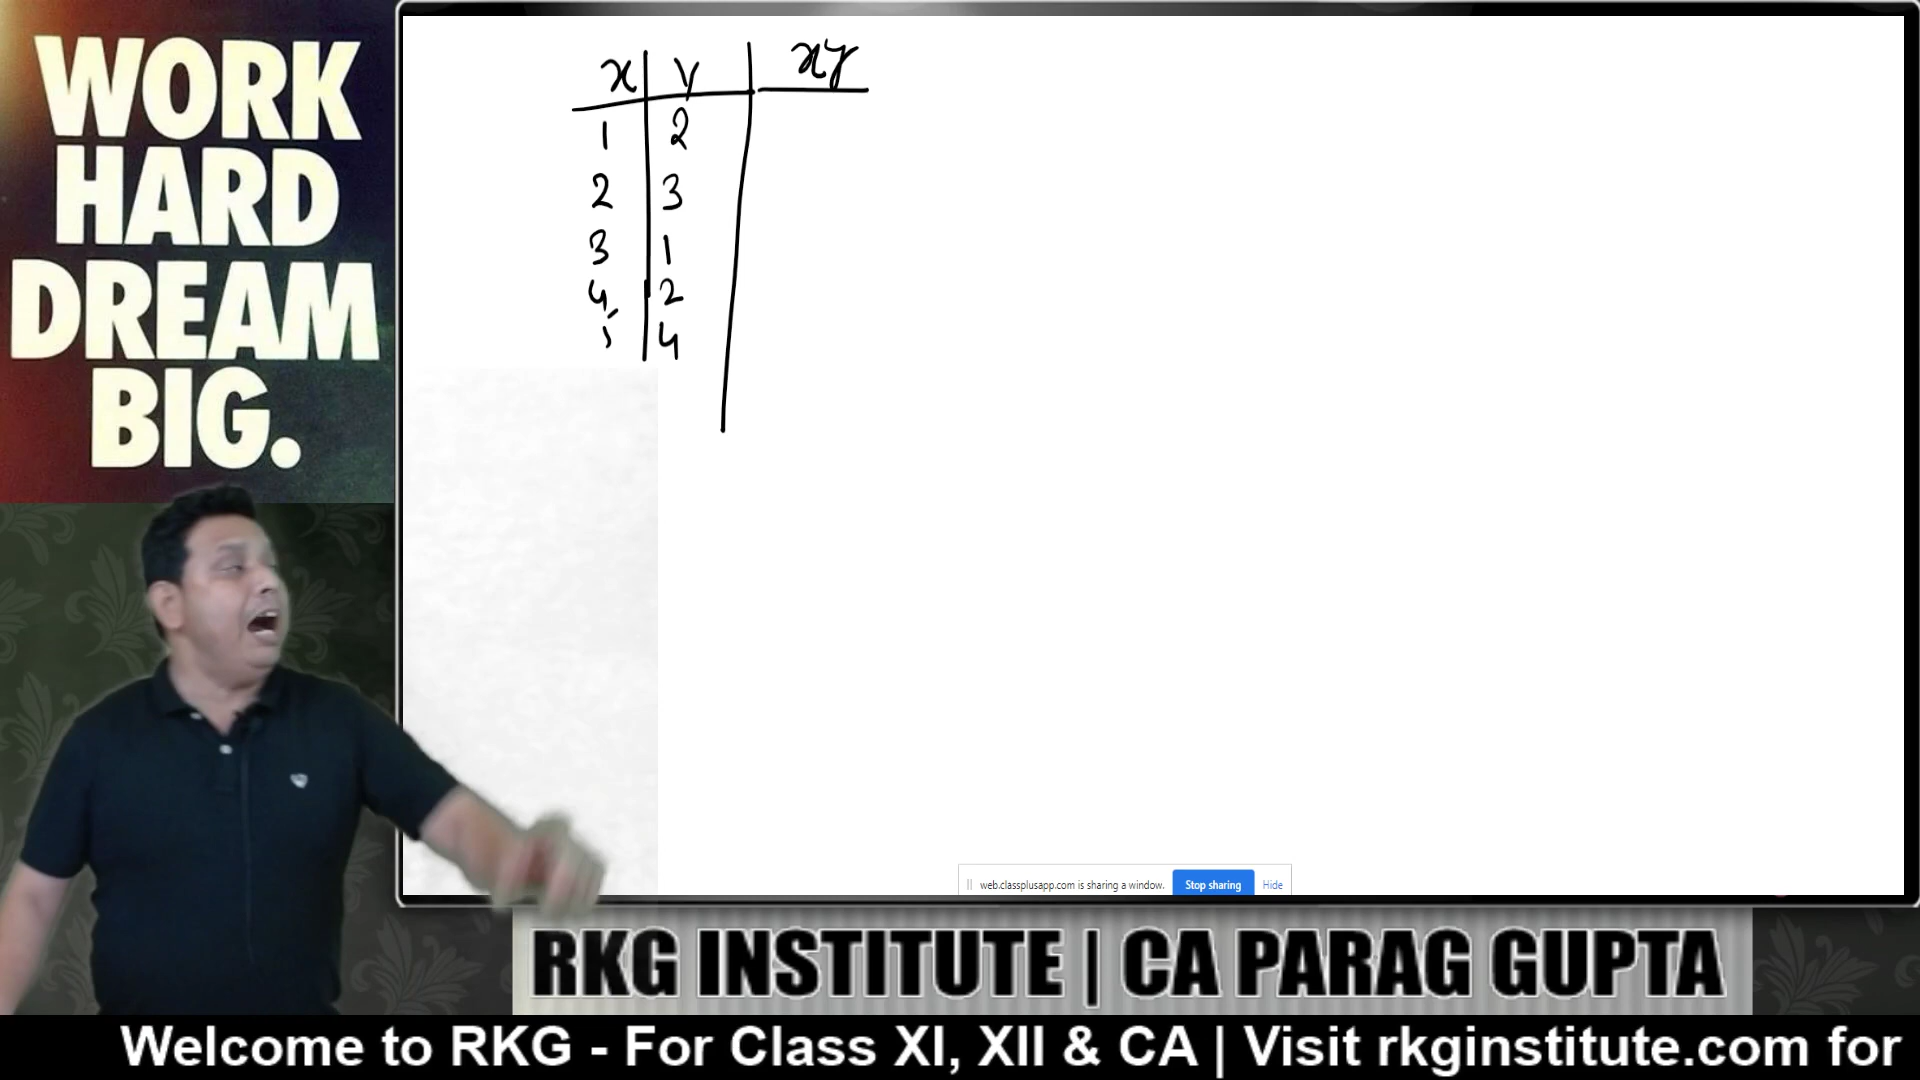 WORK
HARD
DREAM
BIG.
x y xy
1 2
2 3
3 1
4 2
5 4
web.classplusapp.com is sharing a window. Stop sharing Hide
RKG INSTITUTE | CA PARAG GUPTA
Welcome to RKG - For Class XI, XII & CA | Visit rkginstitute.com for